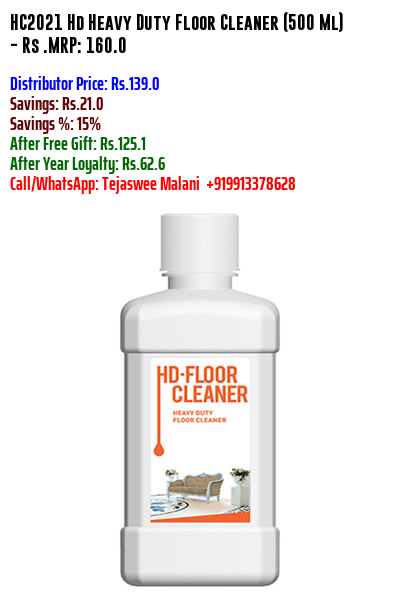 HC2021 Hd Heavy Duty Floor Cleaner (500 Ml)
- Rs .MRP: 160.0
Distributor Price: Rs.139.0
Savings: Rs.21.0
Savings %: 15%
After Free Gift: Rs.125.1
After Year Loyalty: Rs.62.6
Call/WhatsApp: Tejaswee Malani +919913378628
HD-FLOOR
CLEANER
HEAVY DUTY
FLOOR CLEANER